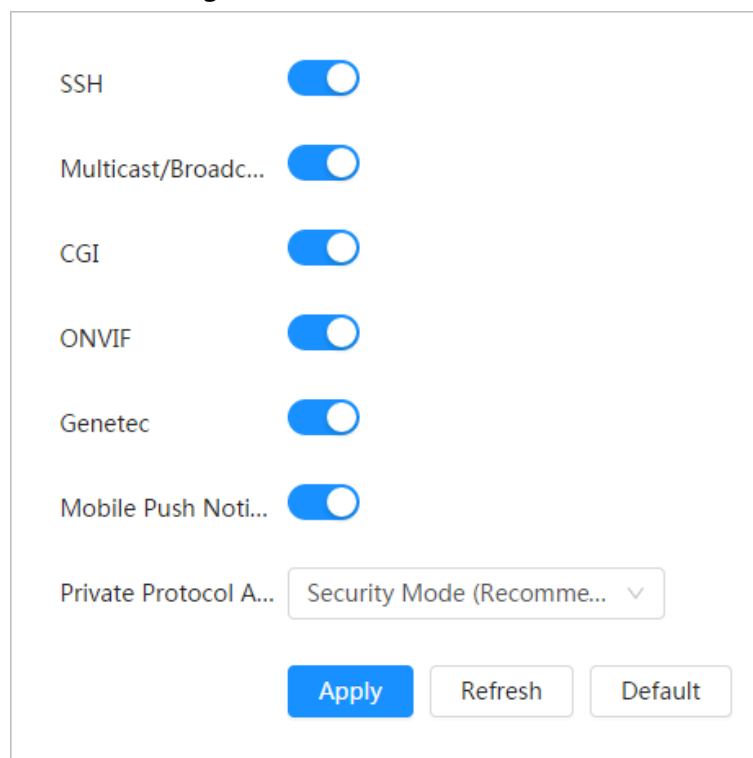 SSH
Multicast/Broadc...
CGI
ONVIF
Genetec
Mobile Push Noti...
Private Protocol A... Security Mode (Recomme...
Apply Refresh Default